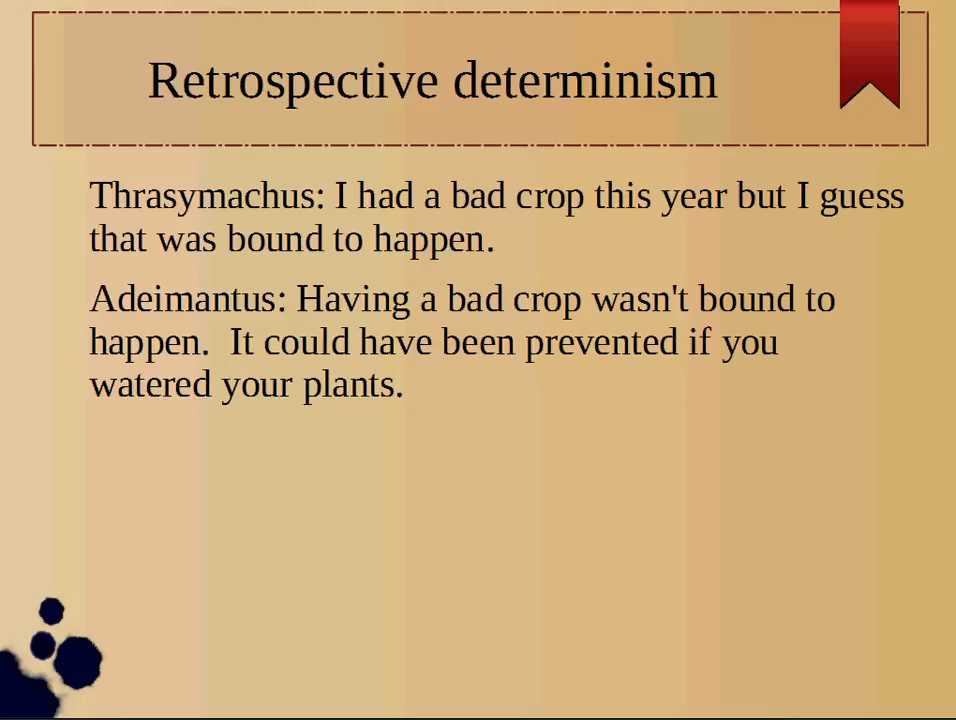 Retrospective determinism
Thrasymachus: I had a bad crop this year but I guess
that was bound to happen.
Adeimantus: Having a bad crop wasn't bound to
happen.  It could have been prevented if you
watered your plants.